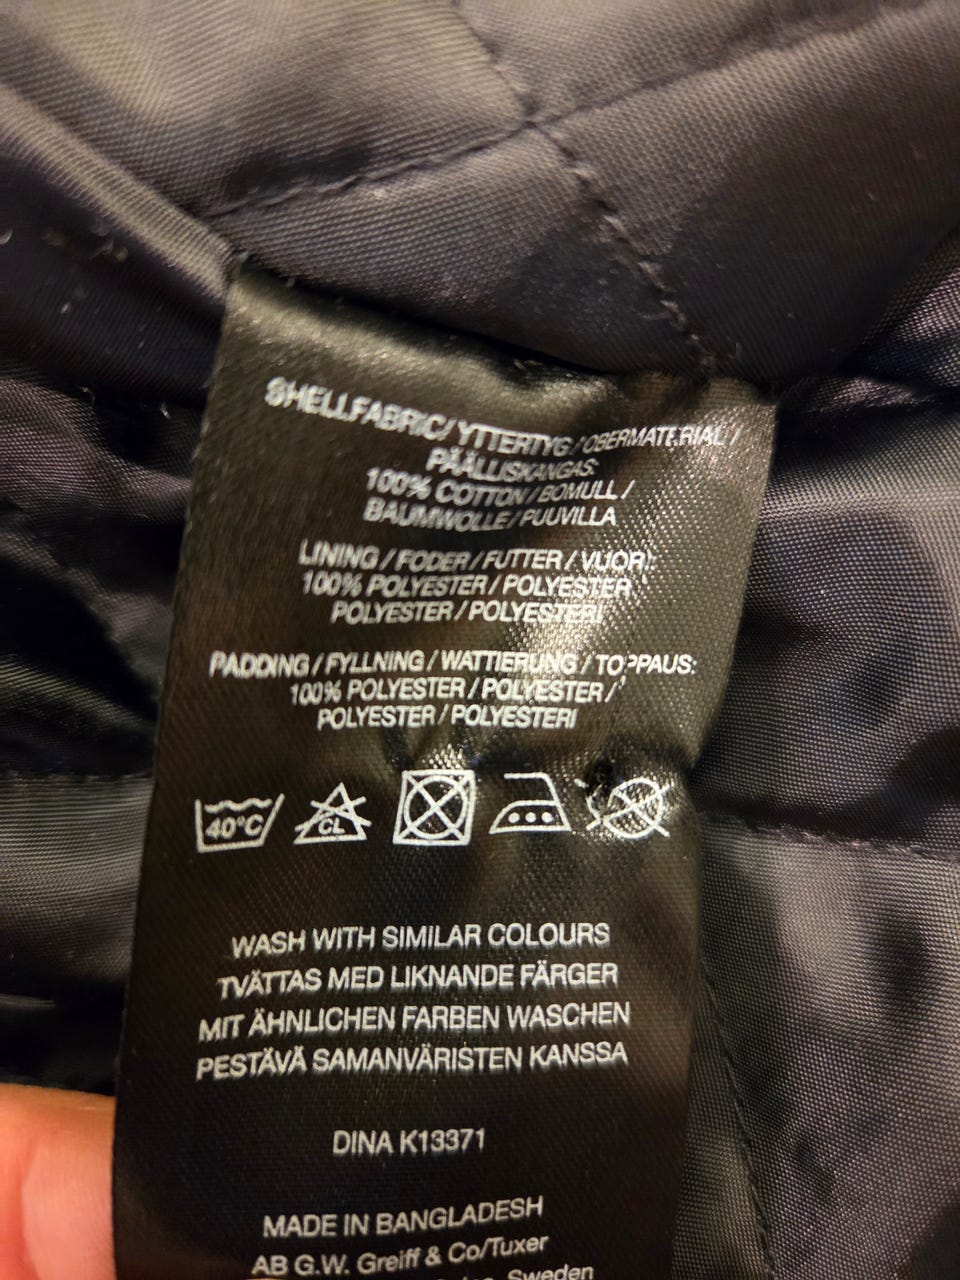 SHELLFABRIC/YTTERTYG/OBERMATERIAL/
PÄÄLLISKANGAS:
100% COTTON/BOMULL/
BAUMWOLLE/PUUVILLA
LINING/FODER/FUTTER/VUORI:
100% POLYESTER/POLYESTER
POLYESTER/POLYESTERI
PADDING/FYLLNING/WATTIERUNG/TOPPAUS:
100% POLYESTER/POLYESTER/
POLYESTER/POLYESTERI
40°C CL
WASH WITH SIMILAR COLOURS
TVÄTTAS MED LIKNANDE FÄRGER
MIT ÄHNLICHEN FARBEN WASCHEN
PESTÄVÄ SAMANVÄRISTEN KANSSA
DINA K13371
MADE IN BANGLADESH
AB G.W. Greiff & Co/Tuxer
Sweden